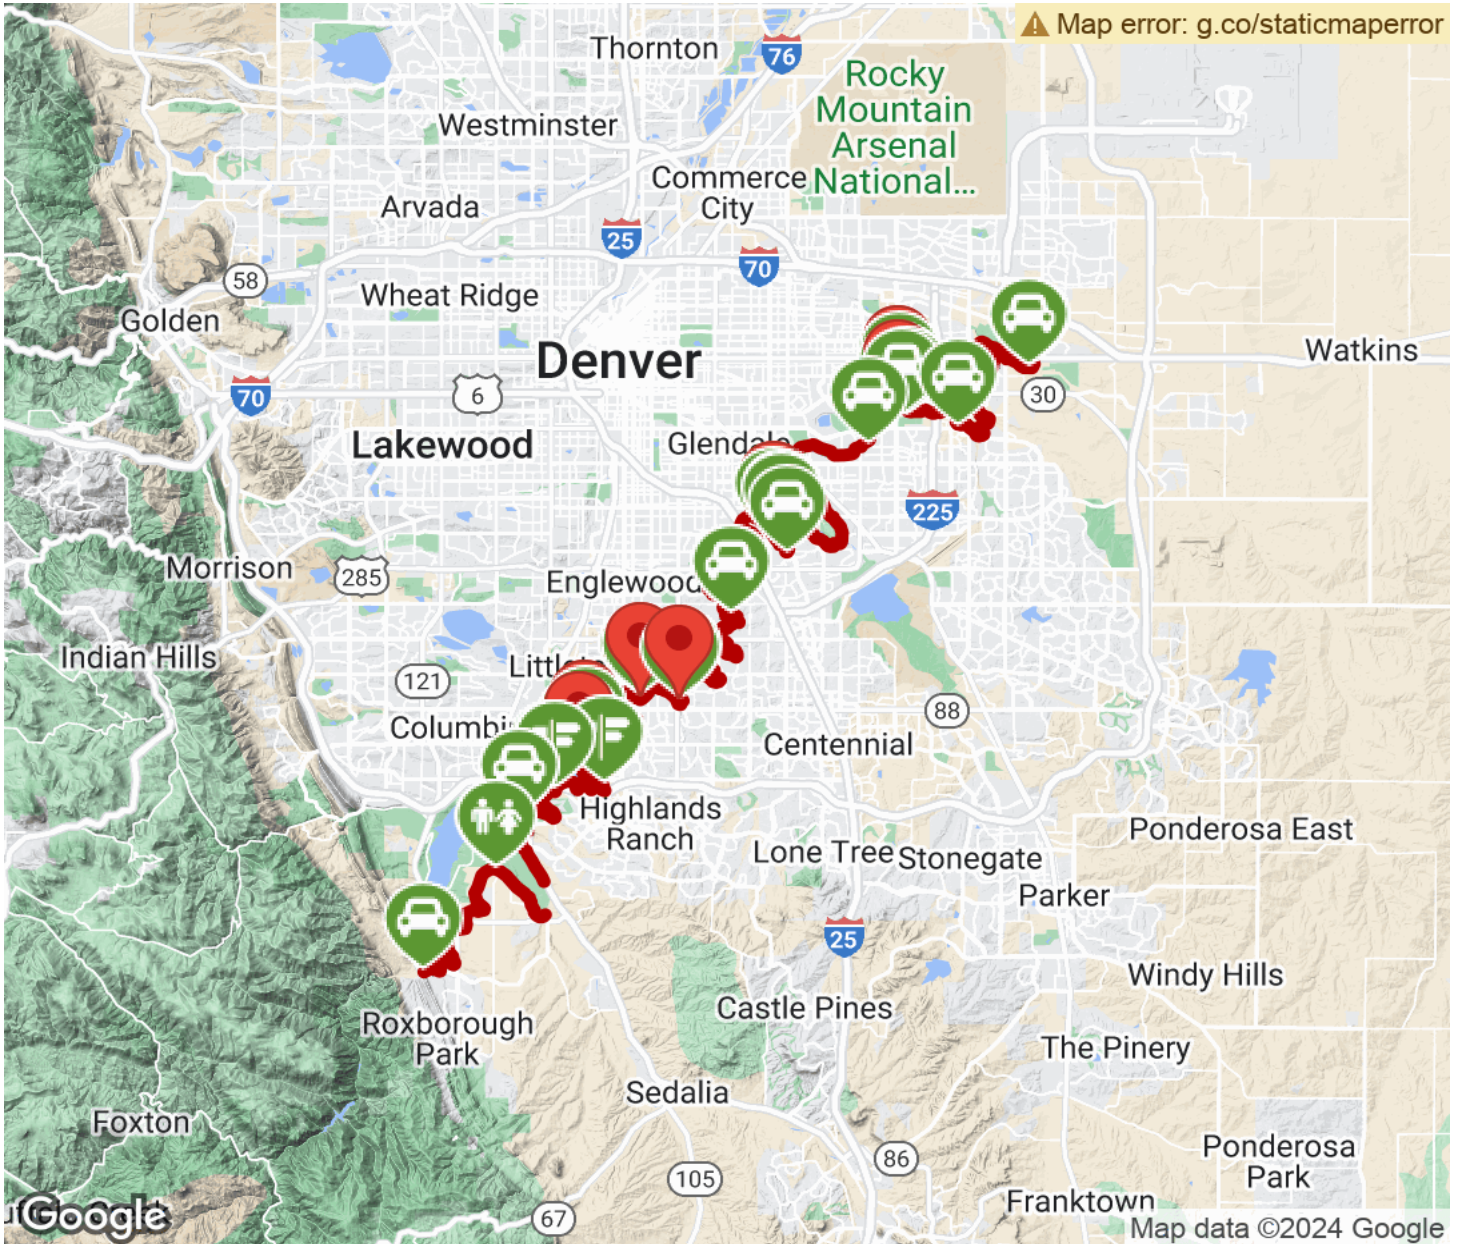 Map error: g.co/staticmaperror
Thornton
76
Rocky
Mountain
Arsenal
National...
Westminster
Commerce
City
Arvada
25
70
58
Wheat Ridge
Golden
Denver
Watkins
70
6
30
Lakewood
Glendale
225
Morrison
285
Englewood
Indian Hills
121
88
Centennial
Highlands
Ranch
Ponderosa East
Lone Tree
Stonegate
Parker
25
Windy Hills
Castle Pines
Roxborough
Park
The Pinery
Sedalia
Foxton
86
Ponderosa
Park
105
Franktown
67
Google
Map data ©2024 Google